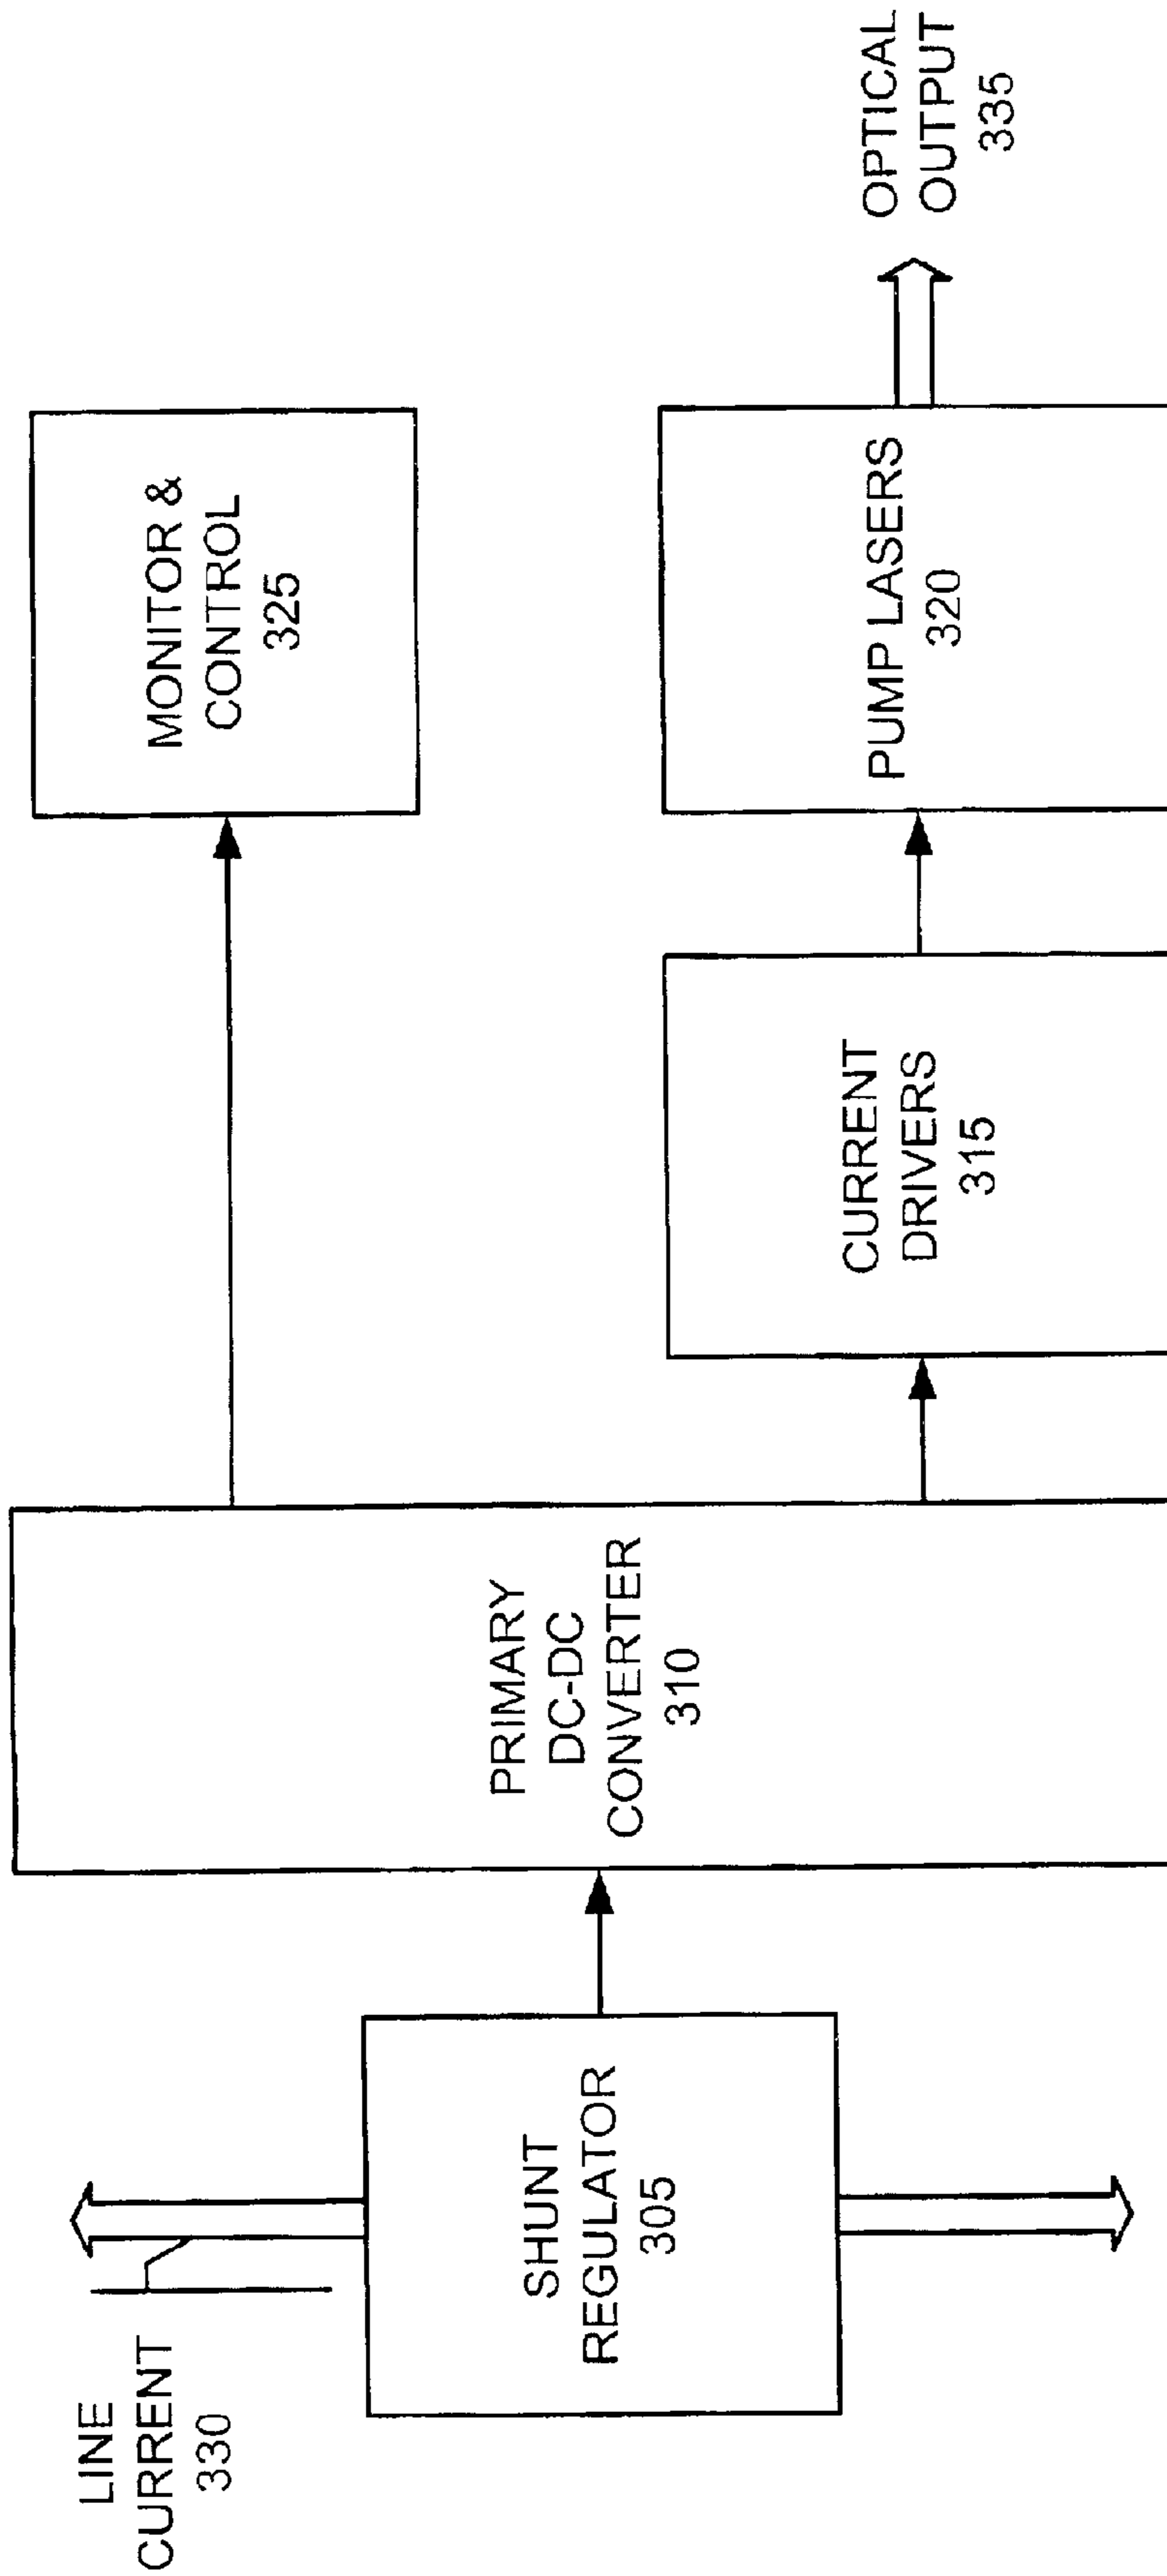 LINE
CURRENT
330
SHUNT
REGULATOR
305
PRIMARY
DC-DC
CONVERTER
310
MONITOR &
CONTROL
325
CURRENT
DRIVERS
315
PUMP LASERS
320
OPTICAL
OUTPUT
335